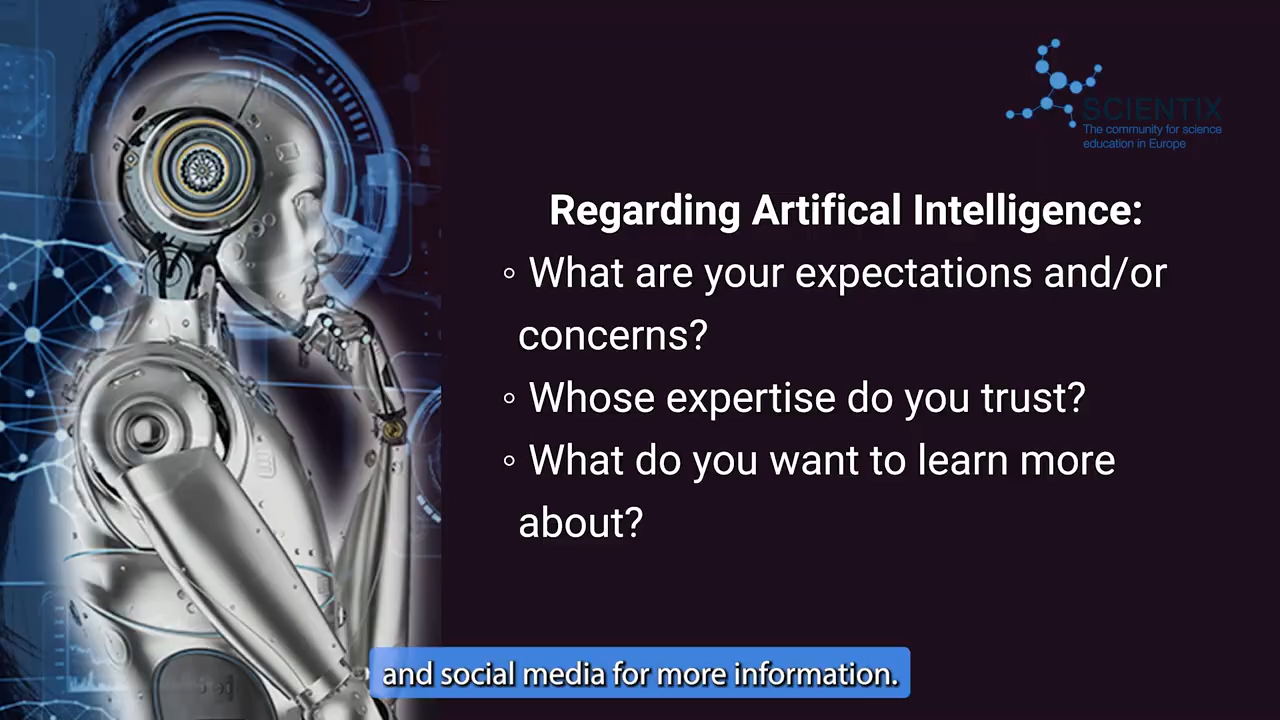 SCIENTIX
The community for science
education in Europe
Regarding Artifical Intelligence:
◦ What are your expectations and/or
concerns?
◦ Whose expertise do you trust?
◦ What do you want to learn more
about?
and social media for more information.